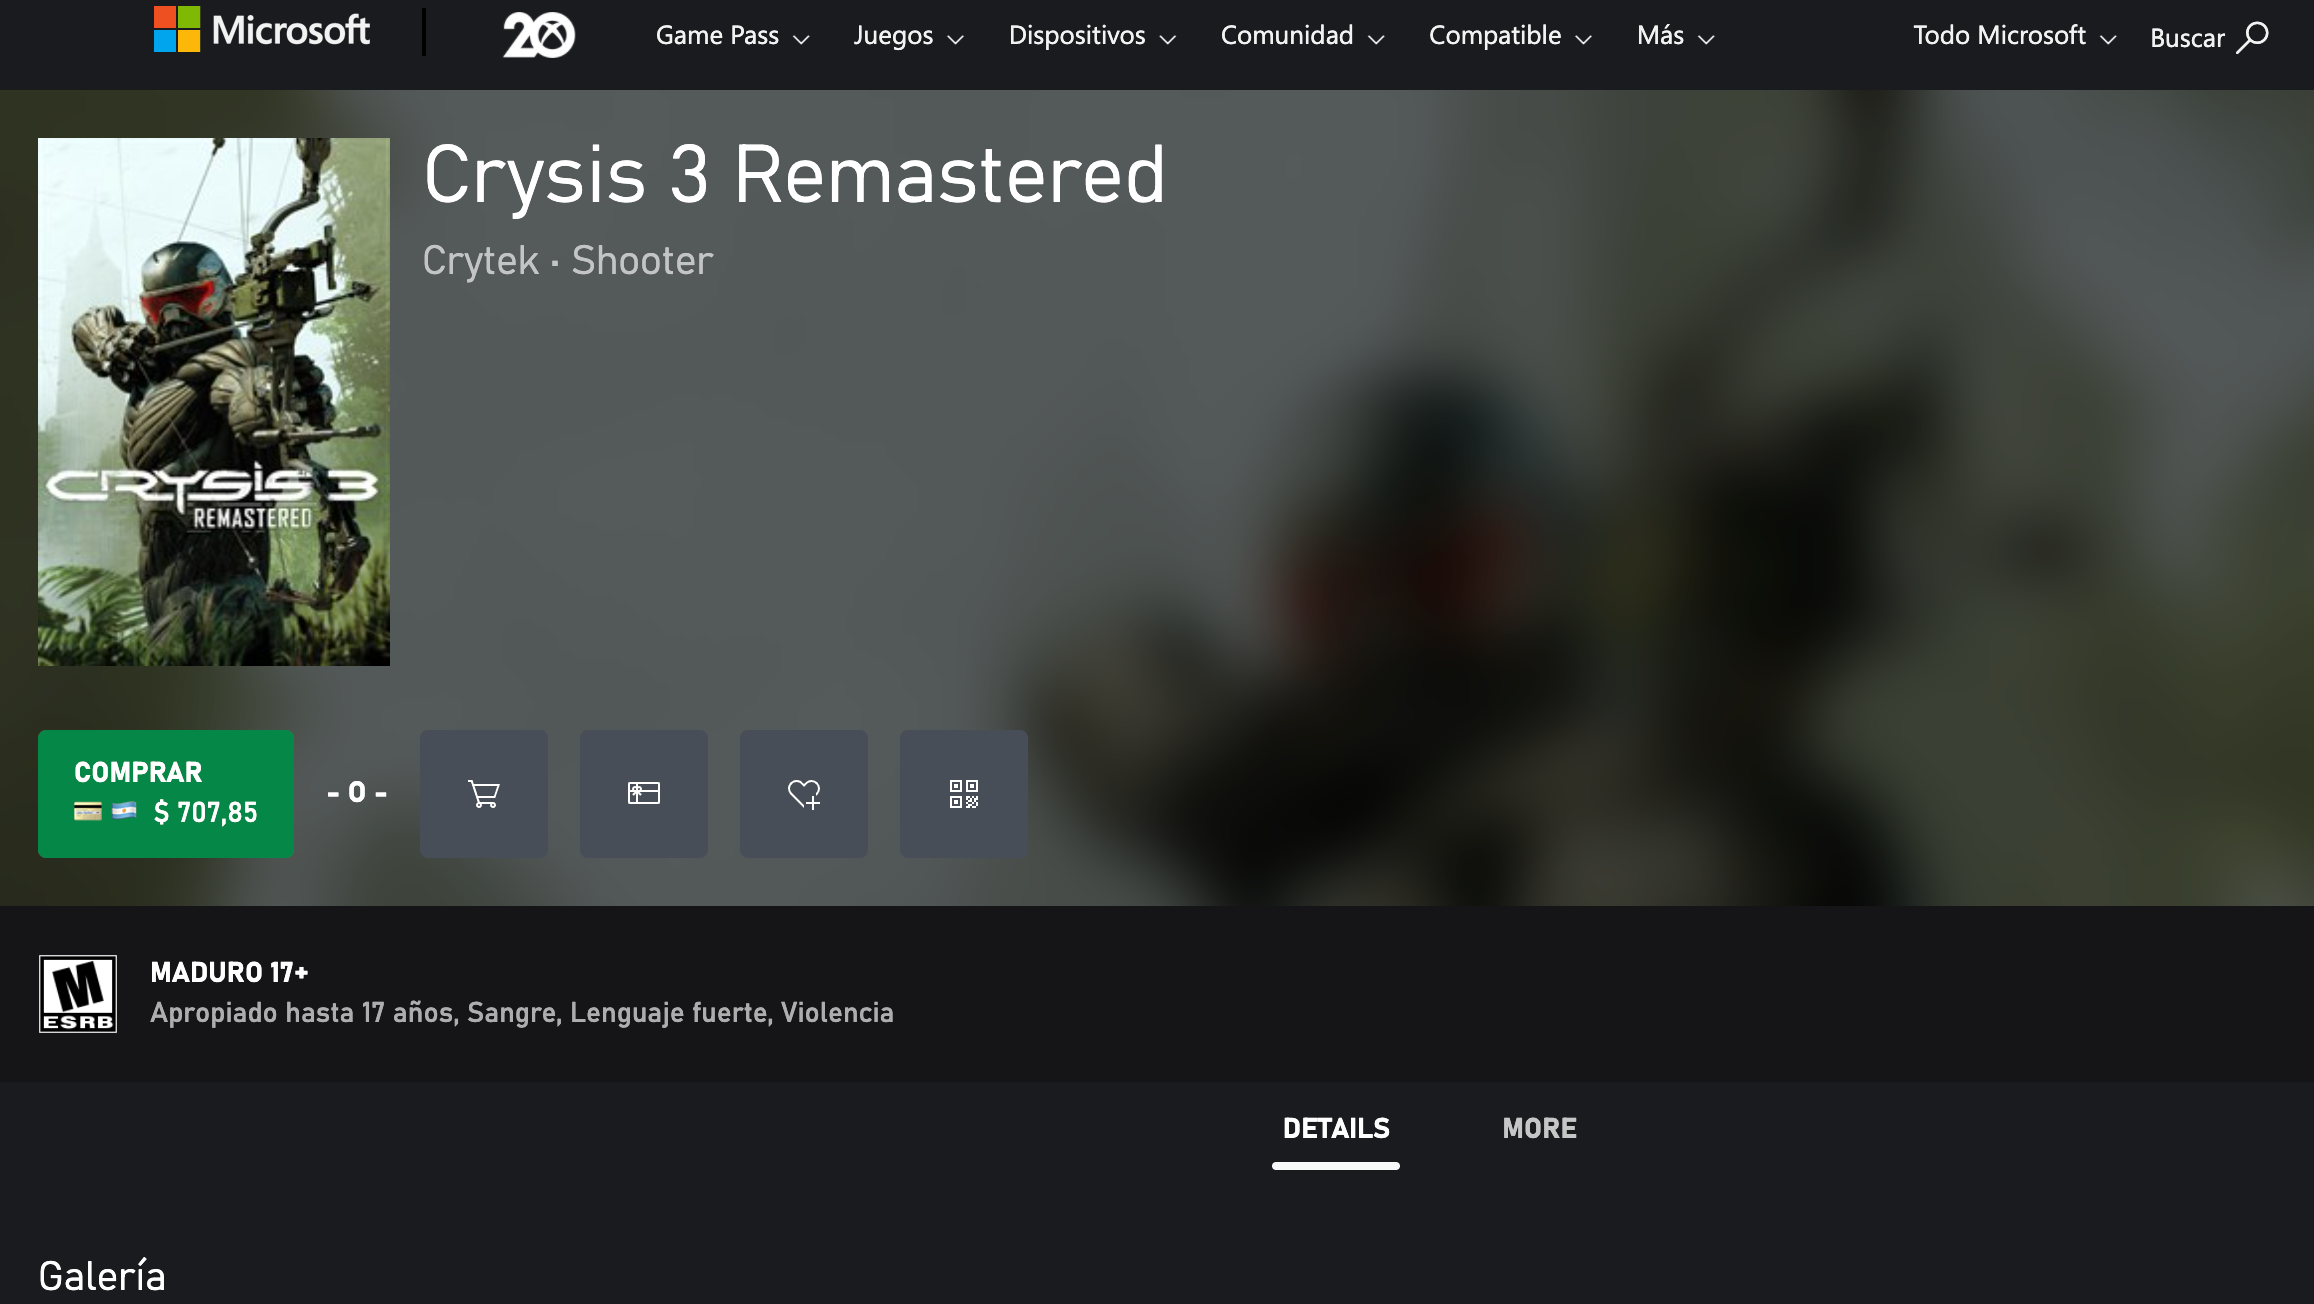 Microsoft
20
Game Pass
Juegos
Dispositivos
Comunidad
Compatible
Más
Todo Microsoft
Buscar
Crysis 3 Remastered
Crytek · Shooter
CRYSIS 3
REMASTERED
COMPRAR
$ 707,85
- 0 -
M
ESRB
MADURO 17+
Apropiado hasta 17 años, Sangre, Lenguaje fuerte, Violencia
DETAILS
MORE
Galería